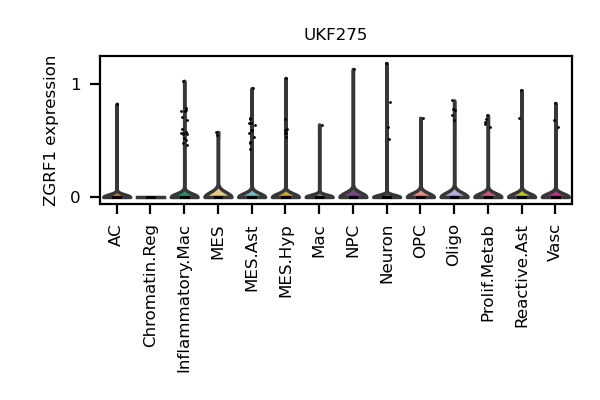 UKF275
ZGRF1 expression
1
0
AC
Chromatin.Reg
Inflammatory.Mac
MES
MES.Ast
MES.Hyp
Mac
NPC
Neuron
OPC
Oligo
Prolif.Metab
Reactive.Ast
Vasc